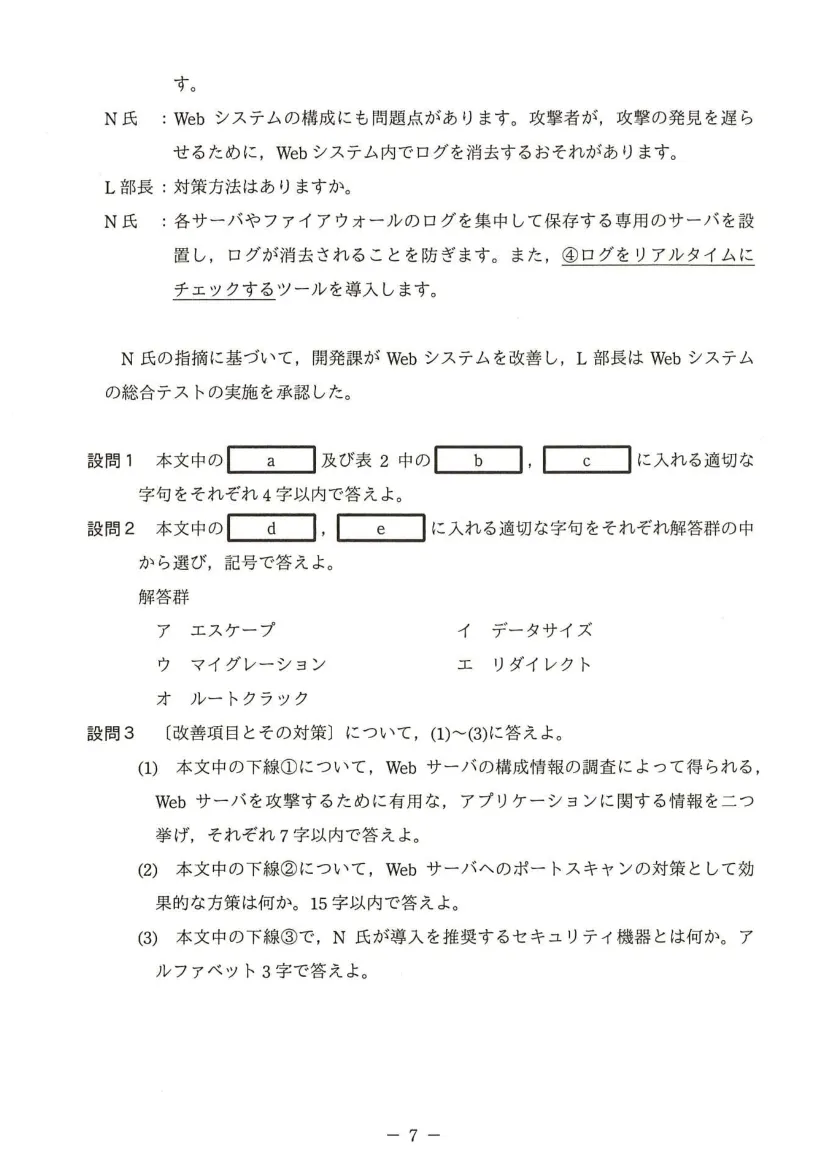 す。
N氏 ：Web システムの構成にも問題点があります。攻撃者が，攻撃の発見を遅ら
せるために，Web システム内でログを消去するおそれがあります。
L部長：対策方法はありますか。
N氏 ：各サーバやファイアウォールのログを集中して保存する専用のサーバを設
置し，ログが消去されることを防ぎます。また，④ログをリアルタイムに
チェックするツールを導入します。
N 氏の指摘に基づいて，開発課が Web システムを改善し，L 部長は Web システム
の総合テストの実施を承認した。
設問1 本文中の a 及び表 2 中の b ， c に入れる適切な
字句をそれぞれ 4 字以内で答えよ。
設問2 本文中の d ， e に入れる適切な字句をそれぞれ解答群の中
から選び，記号で答えよ。
解答群
ア エスケープ イ データサイズ
ウ マイグレーション エ リダイレクト
オ ルートクラック
設問3 〔改善項目とその対策〕について，(1)～(3)に答えよ。
(1) 本文中の下線①について，Web サーバの構成情報の調査によって得られる，
Web サーバを攻撃するために有用な，アプリケーションに関する情報を二つ
挙げ，それぞれ 7 字以内で答えよ。
(2) 本文中の下線②について，Web サーバへのポートスキャンの対策として効
果的な方策は何か。15 字以内で答えよ。
(3) 本文中の下線③で，N 氏が導入を推奨するセキュリティ機器とは何か。ア
ルファベット 3 字で答えよ。
－ 7 －